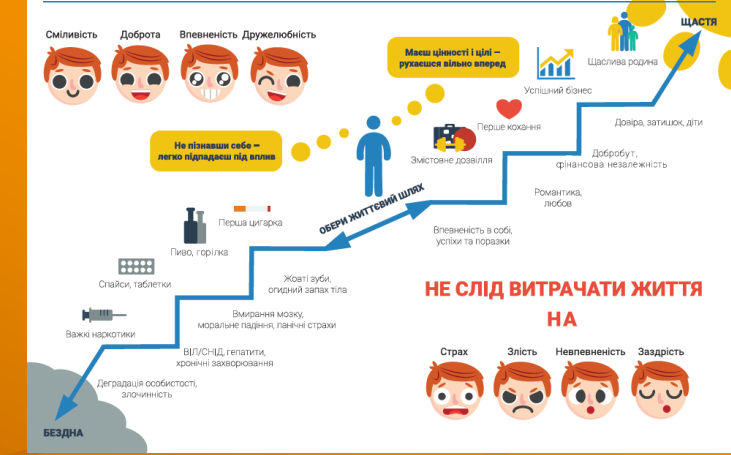 Сміливість
Доброта
Впевненість
Дружелюбність
Маєш цінності і цілі –
рухаєшся вільно вперед
ЩАСТЯ
Щаслива родина
Успішний бізнес
Довіра, затишок, діти
Перше кохання
Добробут,
фінансова незалежність
Не пізнавши себе –
легко підпадаєш під вплив
Змістовне дозвілля
Романтика,
любов
ОБЕРИ ЖИТТЄВИЙ ШЛЯХ
Впевненість в собі,
успіхи та поразки
Перша цигарка
Пиво, горілка
Жовті зуби,
огидний запах тіла
Спайси, таблетки
Вмирання мозку,
моральне падіння, панічні страхи
Важкі наркотики
ВІЛ/СНІД, гепатити,
хронічні захворювання
Деградація особистості,
злочинність
БЕЗДНА
НЕ СЛІД ВИТРАЧАТИ ЖИТТЯ
НА
Страх
Злість
Невпевненість
Заздрість